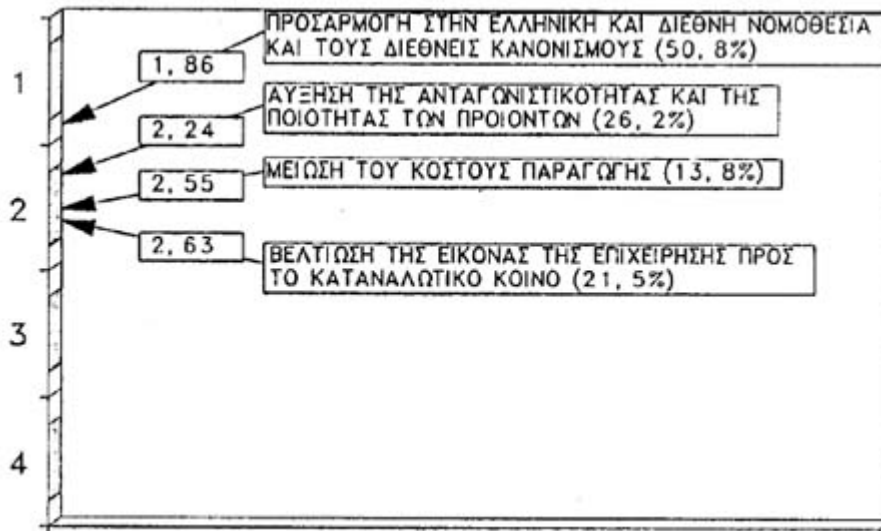 ΠΡΟΣΑΡΜΟΓΗ ΣΤΗΝ ΕΛΛΗΝΙΚΗ ΚΑΙ ΔΙΕΘΝΗ ΝΟΜΟΘΕΣΙΑ
ΚΑΙ ΤΟΥΣ ΔΙΕΘΝΕΙΣ ΚΑΝΟΝΙΣΜΟΥΣ (50, 8%)
1
1, 86
ΑΥΞΗΣΗ ΤΗΣ ΑΝΤΑΓΩΝΙΣΤΙΚΟΤΗΤΑΣ ΚΑΙ ΤΗΣ
ΠΟΙΟΤΗΤΑΣ ΤΩΝ ΠΡΟΙΟΝΤΩΝ (26, 2%)
2, 24
ΜΕΙΩΣΗ ΤΟΥ ΚΟΣΤΟΥΣ ΠΑΡΑΓΩΓΗΣ (13, 8%)
2, 55
2
2, 63
ΒΕΛΤΙΩΣΗ ΤΗΣ ΕΙΚΟΝΑΣ ΤΗΣ ΕΠΙΧΕΙΡΗΣΗΣ ΠΡΟΣ
ΤΟ ΚΑΤΑΝΑΛΩΤΙΚΟ ΚΟΙΝΟ (21, 5%)
3
4